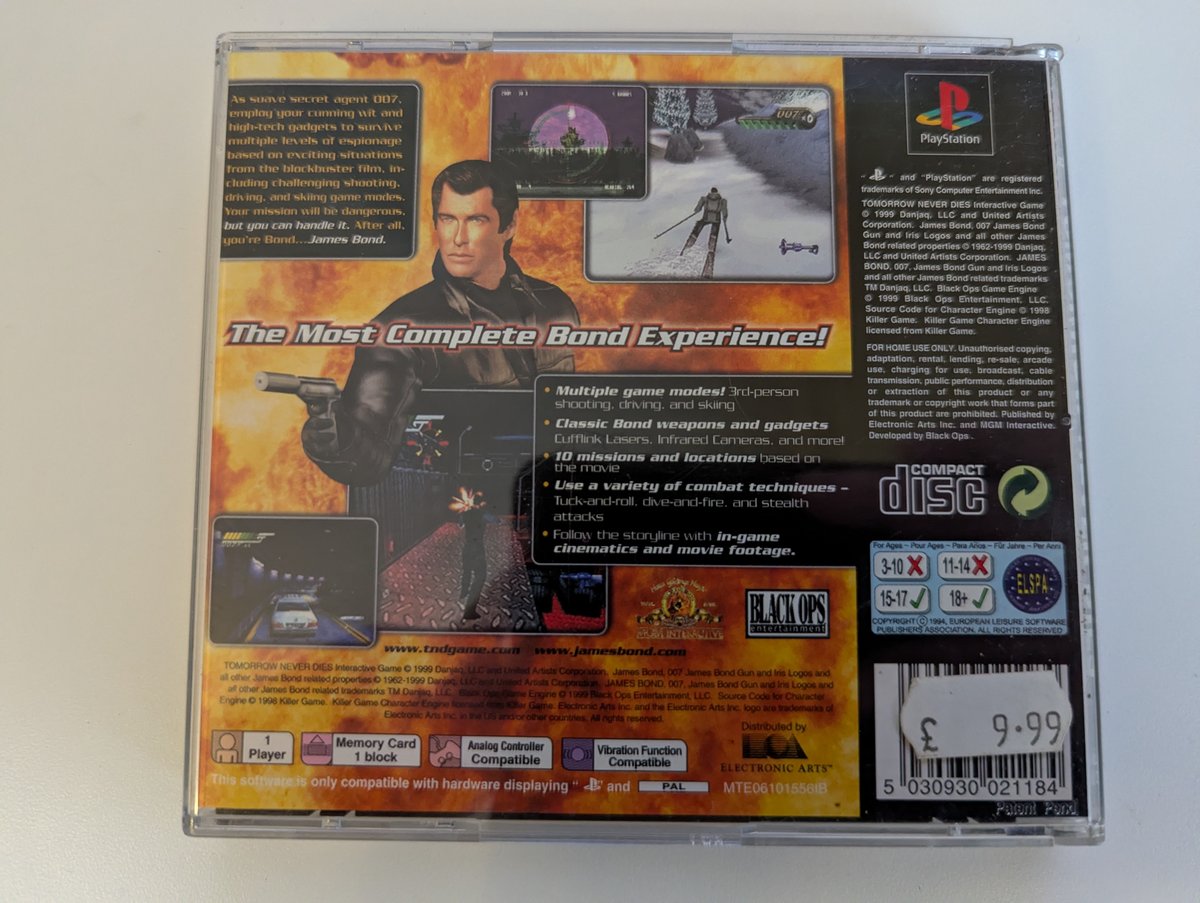 As suave secret agent 007,
employ your cunning wit and
high-tech gadgets to survive
multiple levels of espionage
based on exciting situations
from the blockbuster film, in-
cluding challenging shooting,
driving, and skiing game modes.
Your mission will be dangerous,
but you can handle it. After all,
you're Bond...James Bond.
007
The Most Complete Bond Experience!
• Multiple game modes! 3rd-person
shooting, driving, and skiing
• Classic Bond weapons and gadgets
Cufflink Lasers, Infrared Cameras, and more!
• 10 missions and locations based on
the movie
• Use a variety of combat techniques –
Tuck-and-roll, dive-and-fire, and stealth
attacks
• Follow the storyline with in-game
cinematics and movie footage.
MGM INTERACTIVE
BLACK OPS
entertainment
www.tndgame.com www.jamesbond.com
TOMORROW NEVER DIES Interactive Game © 1999 Danjaq, LLC and United Artists Corporation. James Bond, 007 James Bond Gun and Iris Logos and
all other James Bond related properties © 1962-1999 Danjaq, LLC and United Artists Corporation. JAMES BOND, 007, James Bond Gun and Iris Logos and
all other James Bond related trademarks TM Danjaq, LLC. Black Ops Game Engine © 1999 Black Ops Entertainment, LLC. Source Code for Character
Engine © 1998 Killer Game. Killer Game Character Engine licensed from Killer Game. Electronic Arts Inc. and the Electronic Arts Inc. logo are trademarks of
Electronic Arts Inc. in the US and/or other countries. All rights reserved.
1
Player
Memory Card
1 block
Analog Controller
Compatible
Vibration Function
Compatible
Distributed by
ELECTRONIC ARTS™
This software is only compatible with hardware displaying " " and PAL
MTE06101556IB
PlayStation
" " and "PlayStation" are registered
trademarks of Sony Computer Entertainment Inc.
TOMORROW NEVER DIES Interactive Game
© 1999 Danjaq, LLC and United Artists
Corporation. James Bond, 007 James Bond
Gun and Iris Logos and all other James
Bond related properties © 1962-1999 Danjaq,
LLC and United Artists Corporation. JAMES
BOND, 007, James Bond Gun and Iris Logos
and all other James Bond related trademarks
TM Danjaq, LLC. Black Ops Game Engine
© 1999 Black Ops Entertainment, LLC.
Source Code for Character Engine © 1998
Killer Game. Killer Game Character Engine
licensed from Killer Game.
FOR HOME USE ONLY. Unauthorised copying,
adaptation, rental, lending, re-sale, arcade
use, charging for use, broadcast, cable
transmission, public performance, distribution
or extraction of this product or any
trademark or copyright work that forms part
of this product are prohibited. Published by
Electronic Arts Inc. and MGM Interactive.
Developed by Black Ops.
COMPACT
disc
For Ages ~ Pour Ages ~ Para Años ~ Für Jahre ~ Per Anni
3-10 11-14
15-17 18+
ELSPA
COPYRIGHT © 1994, EUROPEAN LEISURE SOFTWARE
PUBLISHERS ASSOCIATION. ALL RIGHTS RESERVED
£ 9.99
5 030930 021184
Patent Pend